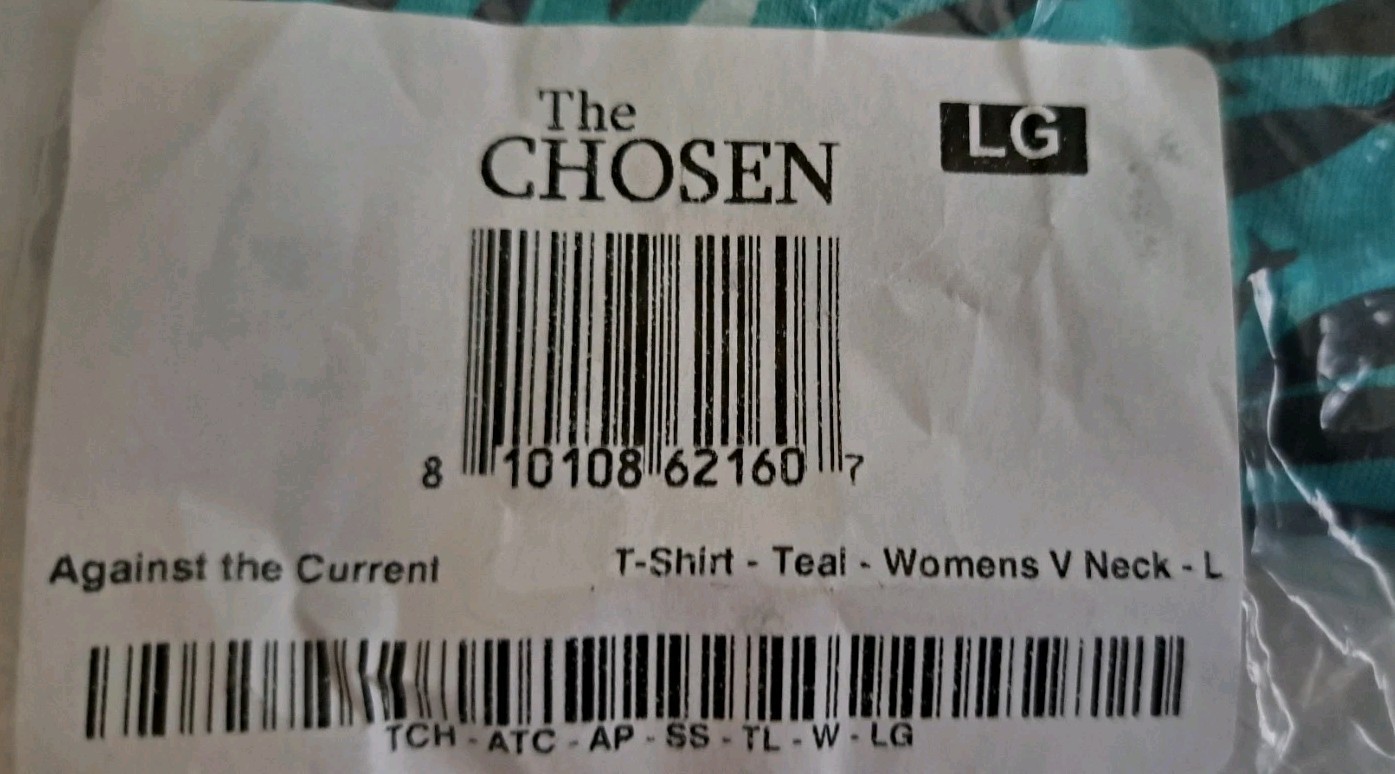 The
CHOSEN
LG
8 10108 62160 7
Against the Current
T-Shirt - Teal - Womens V Neck - L
TCH - ATC - AP - SS - TL - W - LG